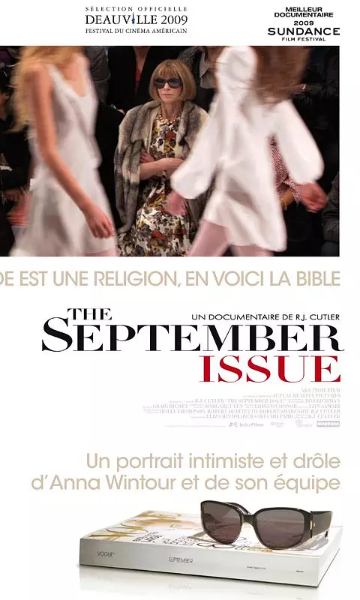 SÉLECTION OFFICIELLE
DEAUVILLE 2009
FESTIVAL DU CINÉMA AMÉRICAIN
MEILLEUR
DOCUMENTAIRE
2009
SUNDANCE
FILM FESTIVAL
DE EST UNE RELIGION, EN VOICI LA BIBLE
THE
UN DOCUMENTAIRE DE R.J. CUTLER
SEPTEMBER
ISSUE
Un portrait intimiste et drôle
d'Anna Wintour et de son équipe
VOGUE
SEPTEMBER